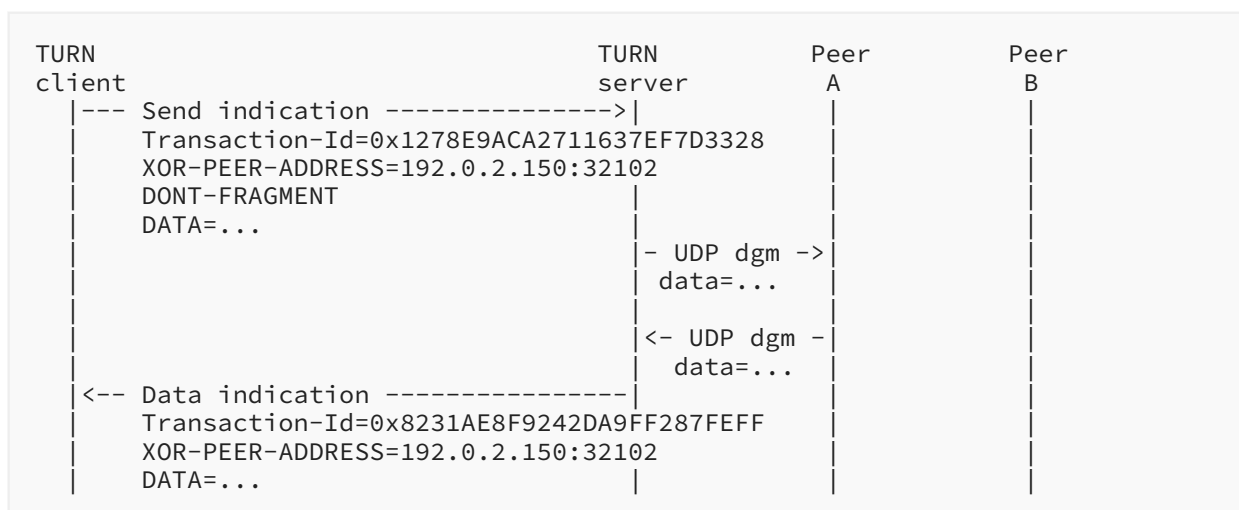 TURN                                 TURN          Peer          Peer
client                               server         A             B
  |--- Send indication --------------->|            |             |
  |    Transaction-Id=0x1278E9ACA2711637EF7D3328    |             |
  |    XOR-PEER-ADDRESS=192.0.2.150:32102           |             |
  |    DONT-FRAGMENT                   |            |             |
  |    DATA=...                        |            |             |
  |                                    |- UDP dgm ->|             |
  |                                    | data=...   |             |
  |                                    |            |             |
  |                                    |<- UDP dgm -|             |
  |                                    |  data=...  |             |
  |<-- Data indication ----------------|            |             |
  |    Transaction-Id=0x8231AE8F9242DA9FF287FEFF    |             |
  |    XOR-PEER-ADDRESS=192.0.2.150:32102           |             |
  |    DATA=...                        |            |             |